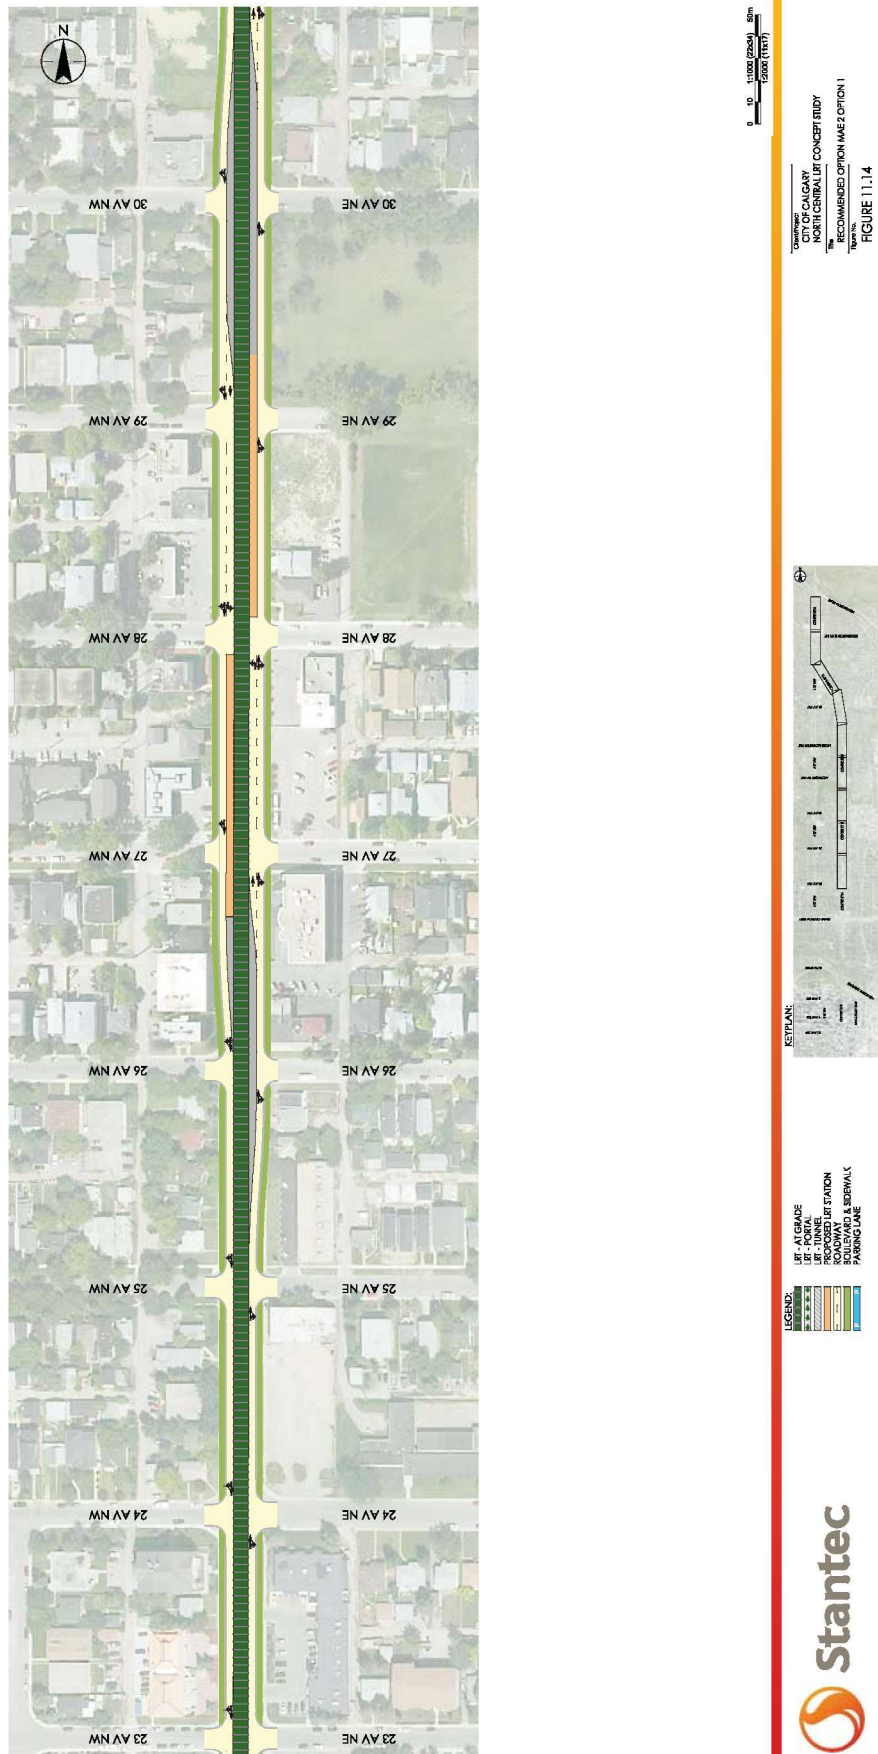 N
30 AV NW
30 AV NE
29 AV NW
29 AV NE
28 AV NW
28 AV NE
27 AV NW
27 AV NE
26 AV NW
26 AV NE
25 AV NW
25 AV NE
24 AV NW
24 AV NE
23 AV NW
23 AV NE
0 10 50m
1:1000 (22x34)
1:2000 (11x17)
Client/Project
CITY OF CALGARY
NORTH CENTRAL LRT CONCEPT STUDY
Title
RECOMMENDED OPTION MAE2 OPTION 1
Figure No.
FIGURE 11.14
KEYPLAN:
LEGEND:
LRT - AT GRADE
LRT - PORTAL
LRT - TUNNEL
PROPOSED LRT STATION
ROADWAY
BOULEVARD & SIDEWALK
PARKING LANE
Stantec